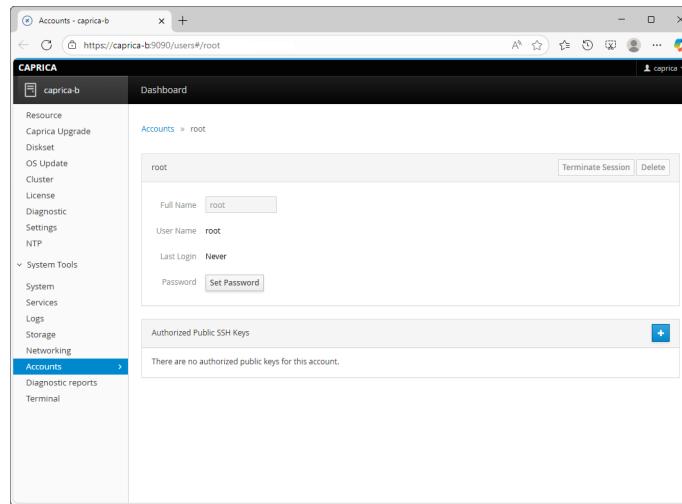 Accounts - caprica-b
https://caprica-b:9090/users#/root
CAPRICA
caprica
caprica-b
Dashboard
Resource
Caprica Upgrade
Diskset
OS Update
Cluster
License
Diagnostic
Settings
NTP
System Tools
System
Services
Logs
Storage
Networking
Accounts
Diagnostic reports
Terminal
Accounts » root
root
Terminate Session Delete
Full Name root
User Name root
Last Login Never
Password Set Password
Authorized Public SSH Keys
There are no authorized public keys for this account.